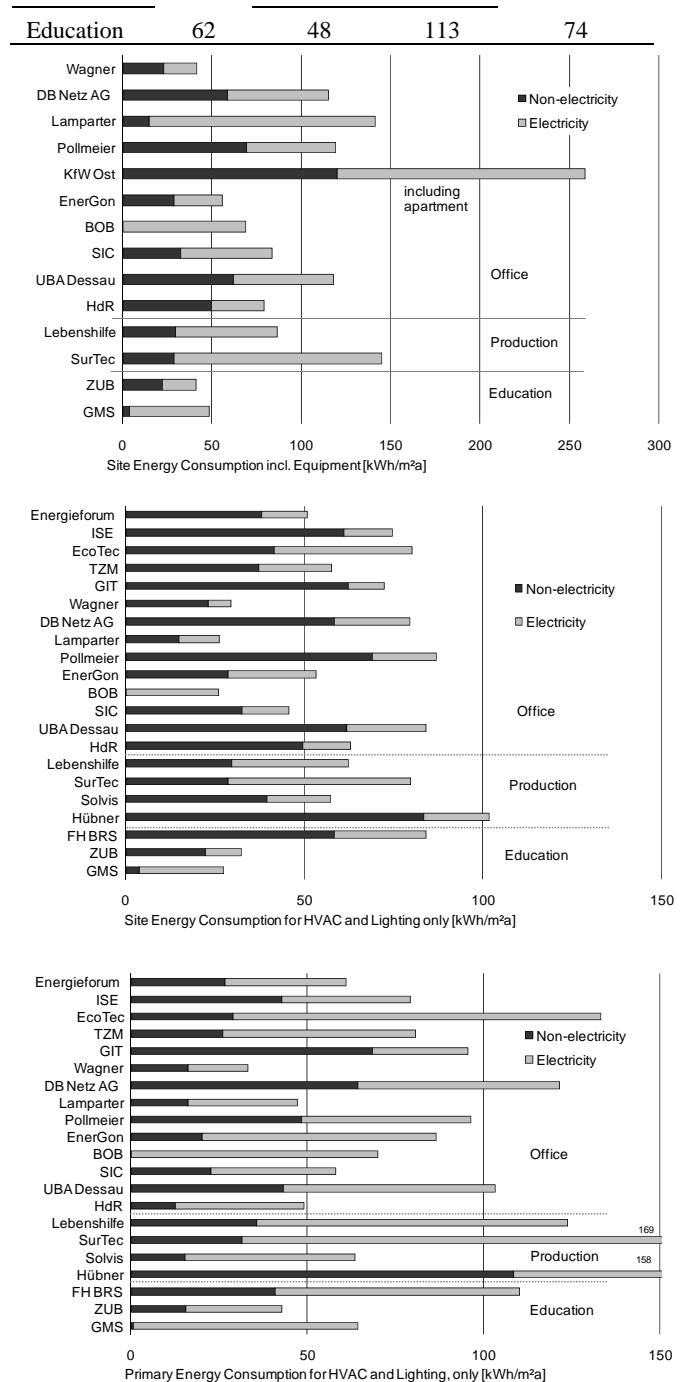 Education 62 48 113 74
Wagner
DB Netz AG
Lamparter
Pollmeier
KfW Ost
EnerGon
BOB
SIC
UBA Dessau
HdR
Lebenshilfe
SurTec
ZUB
GMS
Non-electricity
Electricity
including
apartment
Office
Production
Education
0 50 100 150 200 250 300
Site Energy Consumption incl. Equipment [kWh/m²a]
Energieforum
ISE
EcoTec
TZM
GIT
Wagner
DB Netz AG
Lamparter
Pollmeier
EnerGon
BOB
SIC
UBA Dessau
HdR
Lebenshilfe
SurTec
Solvis
Hübner
FH BRS
ZUB
GMS
Non-electricity
Electricity
Office
Production
Education
0 50 100 150
Site Energy Consumption for HVAC and Lighting only [kWh/m²a]
Energieforum
ISE
EcoTec
TZM
GIT
Wagner
DB Netz AG
Lamparter
Pollmeier
EnerGon
BOB
SIC
UBA Dessau
HdR
Lebenshilfe
SurTec
Solvis
Hübner
FH BRS
ZUB
GMS
Non-electricity
Electricity
Office
169
Production 158
Education
0 50 100 150
Primary Energy Consumption for HVAC and Lighting, only [kWh/m²a]